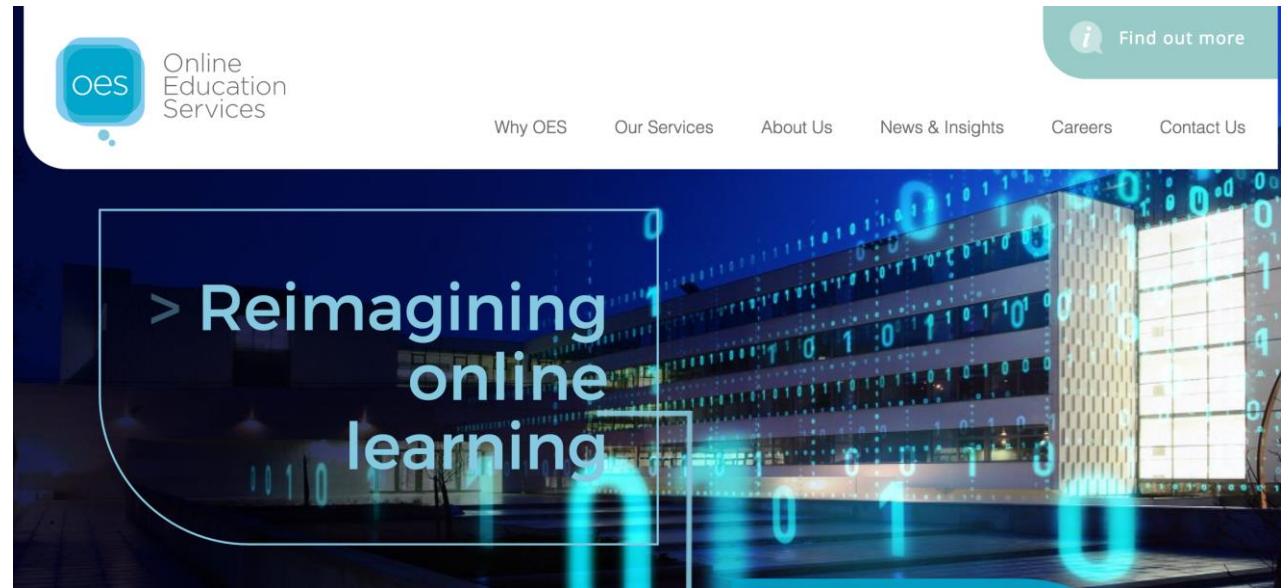 oes
Online
Education
Services
Find out more
Why OES Our Services About Us News & Insights Careers Contact Us
> Reimagining
online
learning